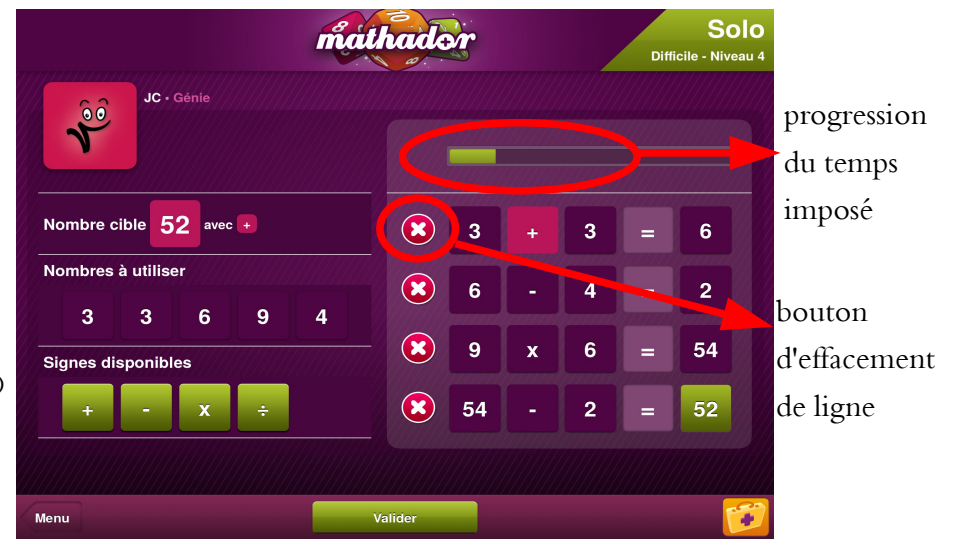 8 10
mathador
Solo
Difficile - Niveau 4
JC • Génie
progression
du temps
imposé
Nombre cible 52 avec +
Nombres à utiliser
3 3 6 9 4
Signes disponibles
+ - x ÷
3 + 3 = 6
6 - 4 = 2
9 x 6 = 54
54 - 2 = 52
bouton
d'effacement
de ligne
Menu
Valider